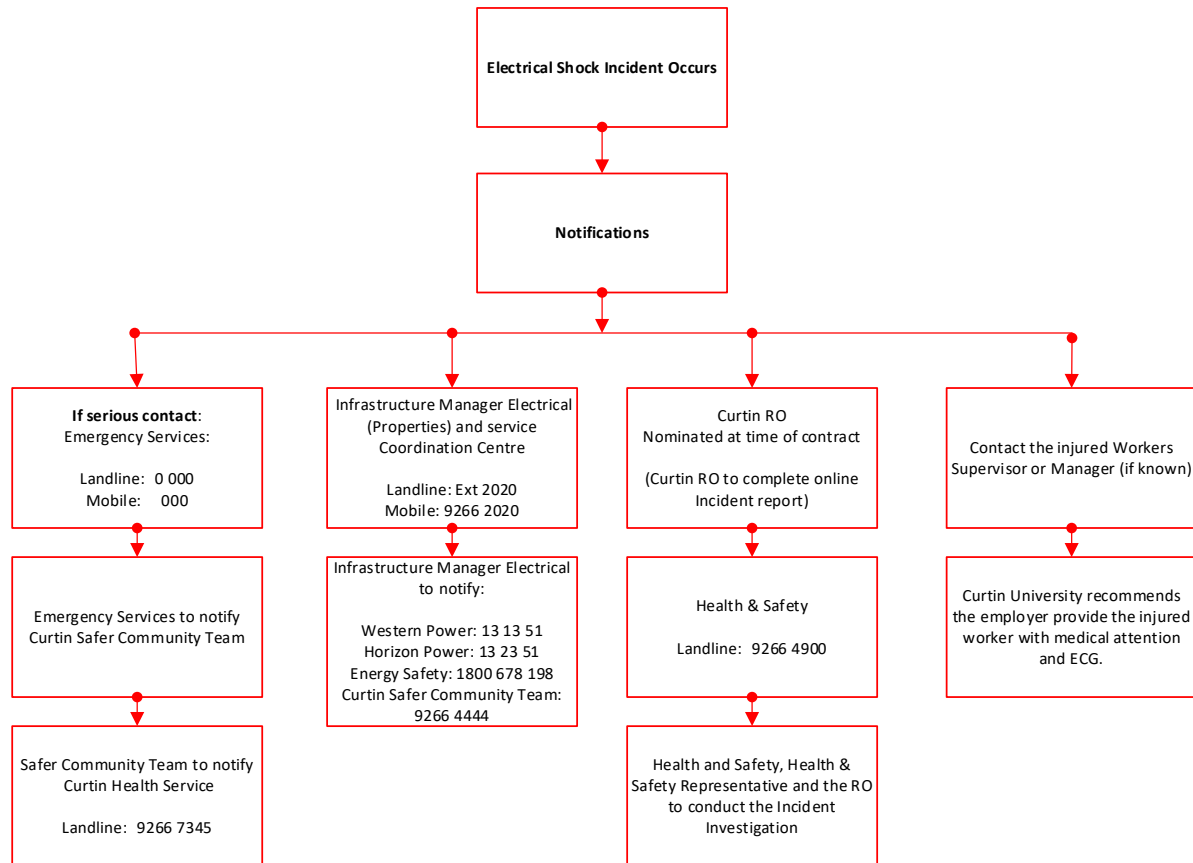 Electrical Shock Incident Occurs
Notifications
If serious contact:
Emergency Services:
Landline: 0 000
Mobile: 000
Emergency Services to notify
Curtin Safer Community Team
Safer Community Team to notify
Curtin Health Service
Landline: 9266 7345
Infrastructure Manager Electrical
(Properties) and service
Coordination Centre
Landline: Ext 2020
Mobile: 9266 2020
Infrastructure Manager Electrical
to notify:
Western Power: 13 13 51
Horizon Power: 13 23 51
Energy Safety: 1800 678 198
Curtin Safer Community Team:
9266 4444
Curtin RO
Nominated at time of contract
(Curtin RO to complete online
Incident report)
Health & Safety
Landline: 9266 4900
Health and Safety, Health &
Safety Representative and the RO
to conduct the Incident
Investigation
Contact the injured Workers
Supervisor or Manager (if known)
Curtin University recommends
the employer provide the injured
worker with medical attention
and ECG.